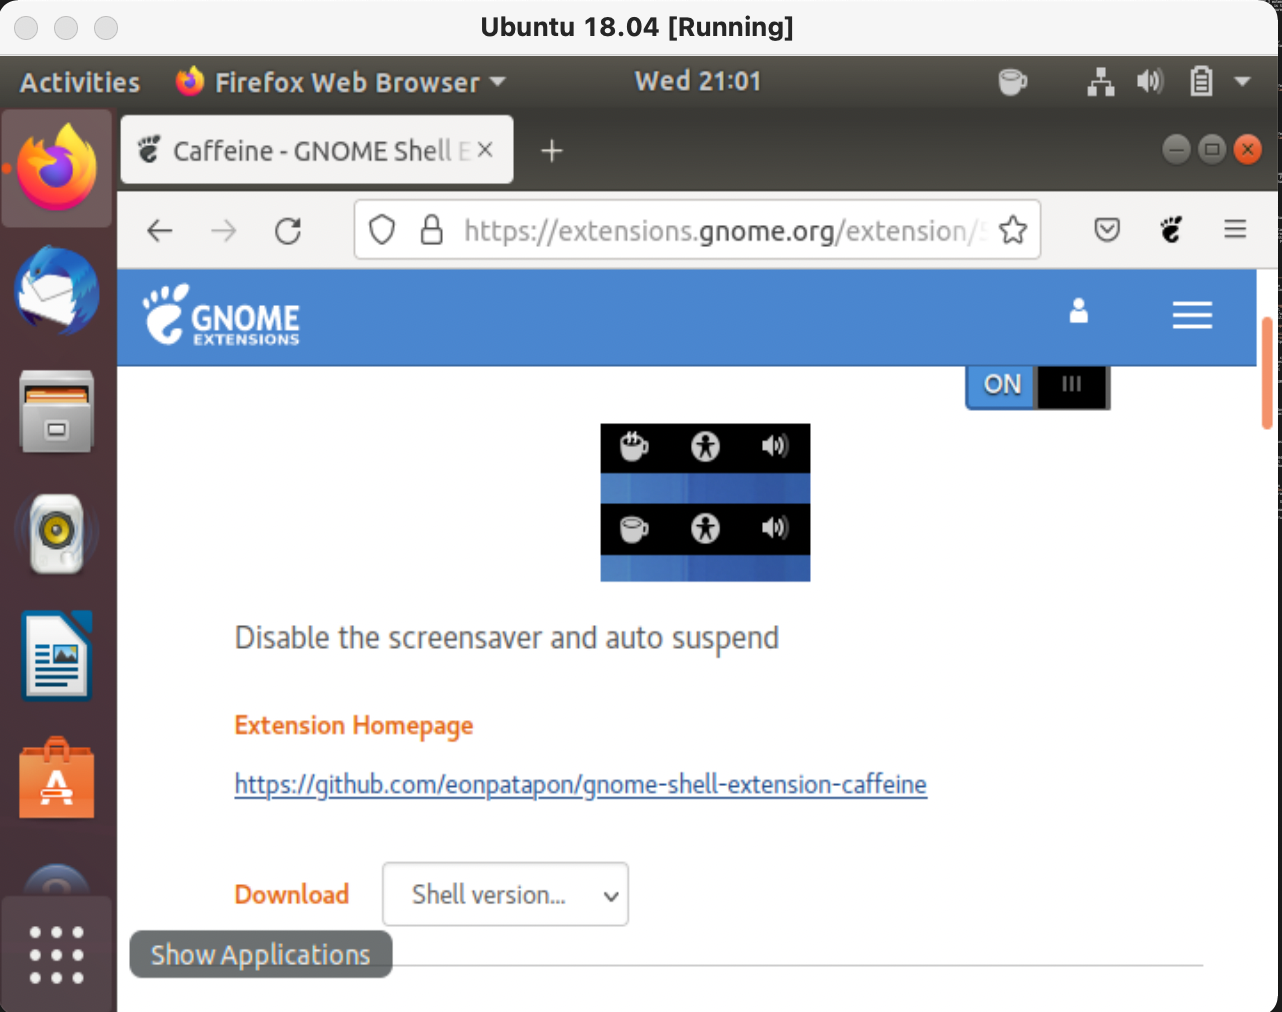 Ubuntu 18.04 [Running]
Activities Firefox Web Browser Wed 21:01
Caffeine - GNOME Shell E
https://extensions.gnome.org/extension/
GNOME
EXTENSIONS
ON
Disable the screensaver and auto suspend
Extension Homepage
https://github.com/eonpatapon/gnome-shell-extension-caffeine
Download Shell version...
Show Applications